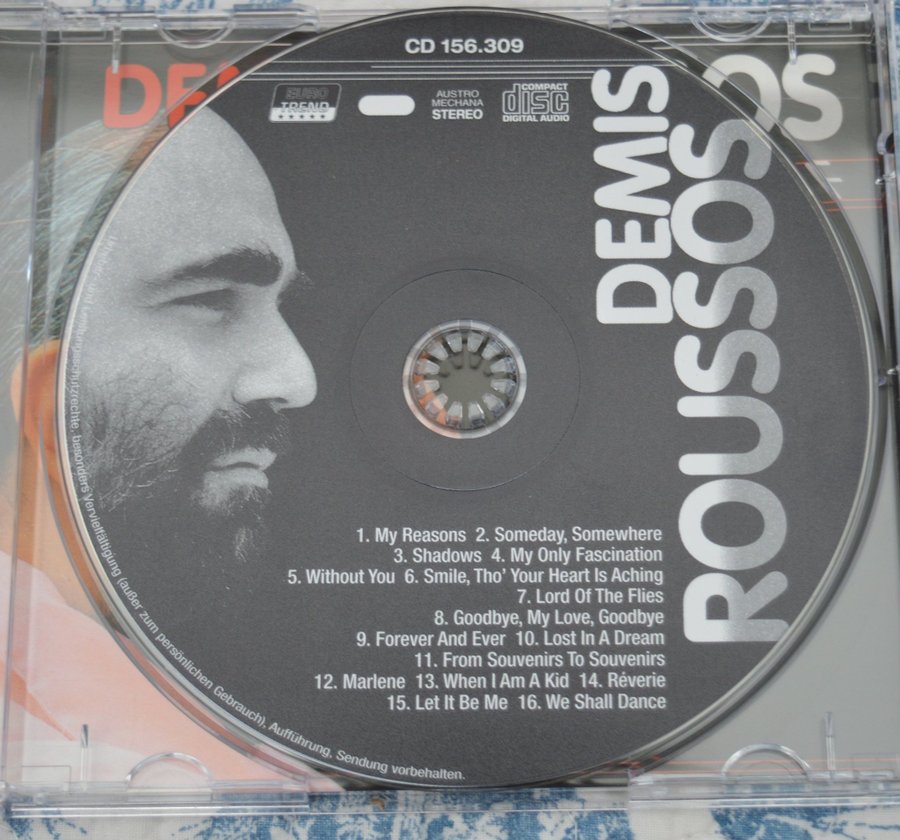 CD 156.309
EURO
TREND
AUSTRO
MECHANA
STEREO
COMPACT
disc
DIGITAL AUDIO
DEMIS
ROUSSOS
OS
1. My Reasons 2. Someday, Somewhere
3. Shadows 4. My Only Fascination
5. Without You 6. Smile, Tho' Your Heart Is Aching
7. Lord Of The Flies
8. Goodbye, My Love, Goodbye
9. Forever And Ever 10. Lost In A Dream
11. From Souvenirs To Souvenirs
12. Marlene 13. When I Am A Kid 14. Rêverie
15. Let It Be Me 16. We Shall Dance
und Leistungsschutzrechte, besonders Vervielfältigung (außer zum persönlichen Gebrauch), Aufführung, Sendung vorbehalten.